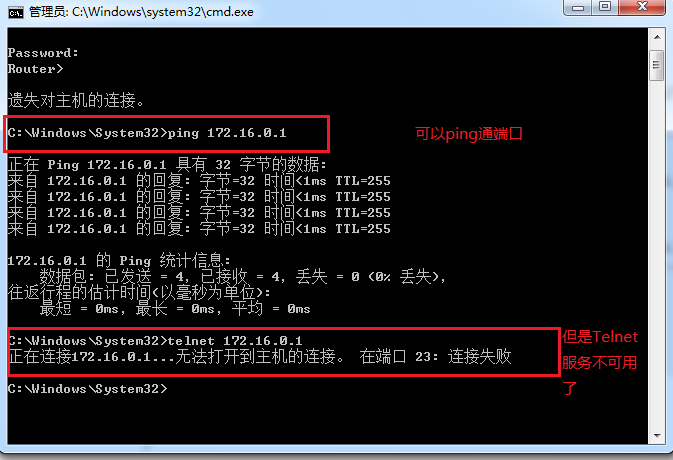 管理员: C:\Windows\system32\cmd.exe
Password:
Router>
遗失对主机的连接。
C:\Windows\System32>ping 172.16.0.1
可以ping通端口
正在 Ping 172.16.0.1 具有 32 字节的数据:
来自 172.16.0.1 的回复: 字节=32 时间<1ms TTL=255
来自 172.16.0.1 的回复: 字节=32 时间<1ms TTL=255
来自 172.16.0.1 的回复: 字节=32 时间<1ms TTL=255
来自 172.16.0.1 的回复: 字节=32 时间<1ms TTL=255
172.16.0.1 的 Ping 统计信息:
数据包: 已发送 = 4, 已接收 = 4, 丢失 = 0 (0% 丢失),
往返行程的估计时间(以毫秒为单位):
最短 = 0ms, 最长 = 0ms, 平均 = 0ms
C:\Windows\System32>telnet 172.16.0.1
正在连接172.16.0.1...无法打开到主机的连接。 在端口 23: 连接失败
但是Telnet
服务不可用
了
C:\Windows\System32>